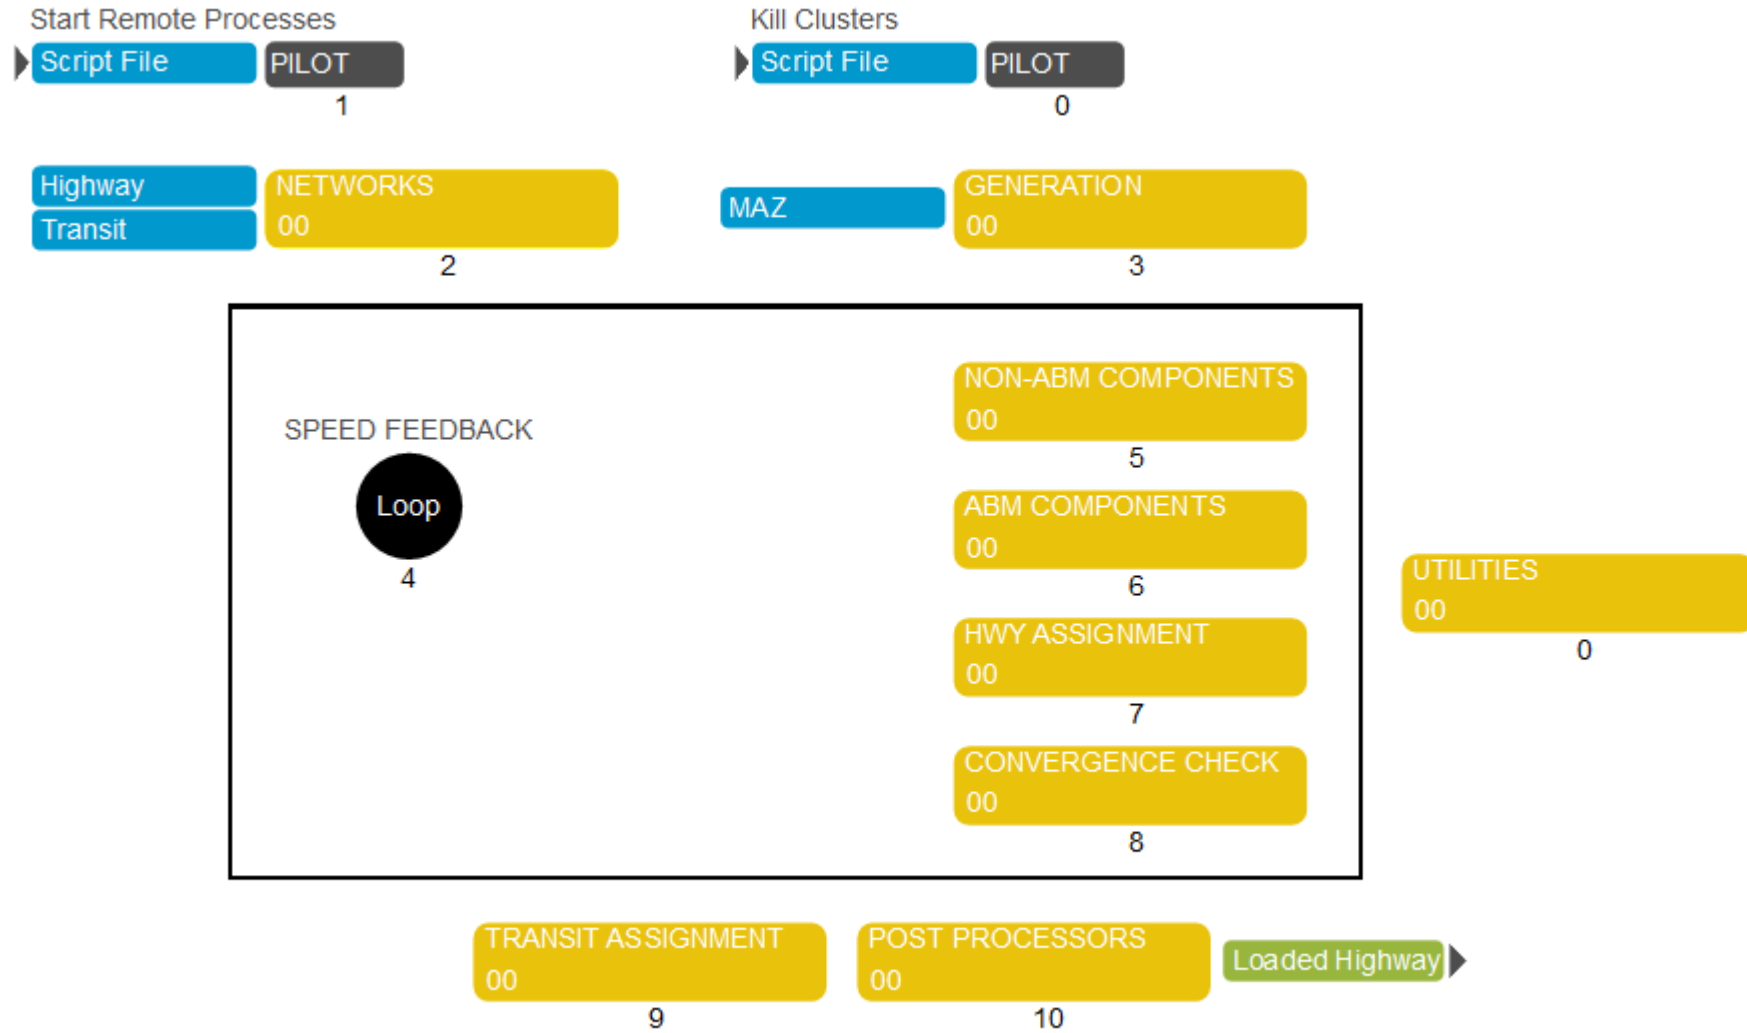 Start Remote Processes
Kill Clusters
Script File
PILOT
1
Script File
PILOT
0
Highway
Transit
NETWORKS
00
2
MAZ
GENERATION
00
3
SPEED FEEDBACK
Loop
4
NON-ABM COMPONENTS
00
5
ABM COMPONENTS
00
6
HWY ASSIGNMENT
00
7
CONVERGENCE CHECK
00
8
UTILITIES
00
0
TRANSIT ASSIGNMENT
00
9
POST PROCESSORS
00
10
Loaded Highway